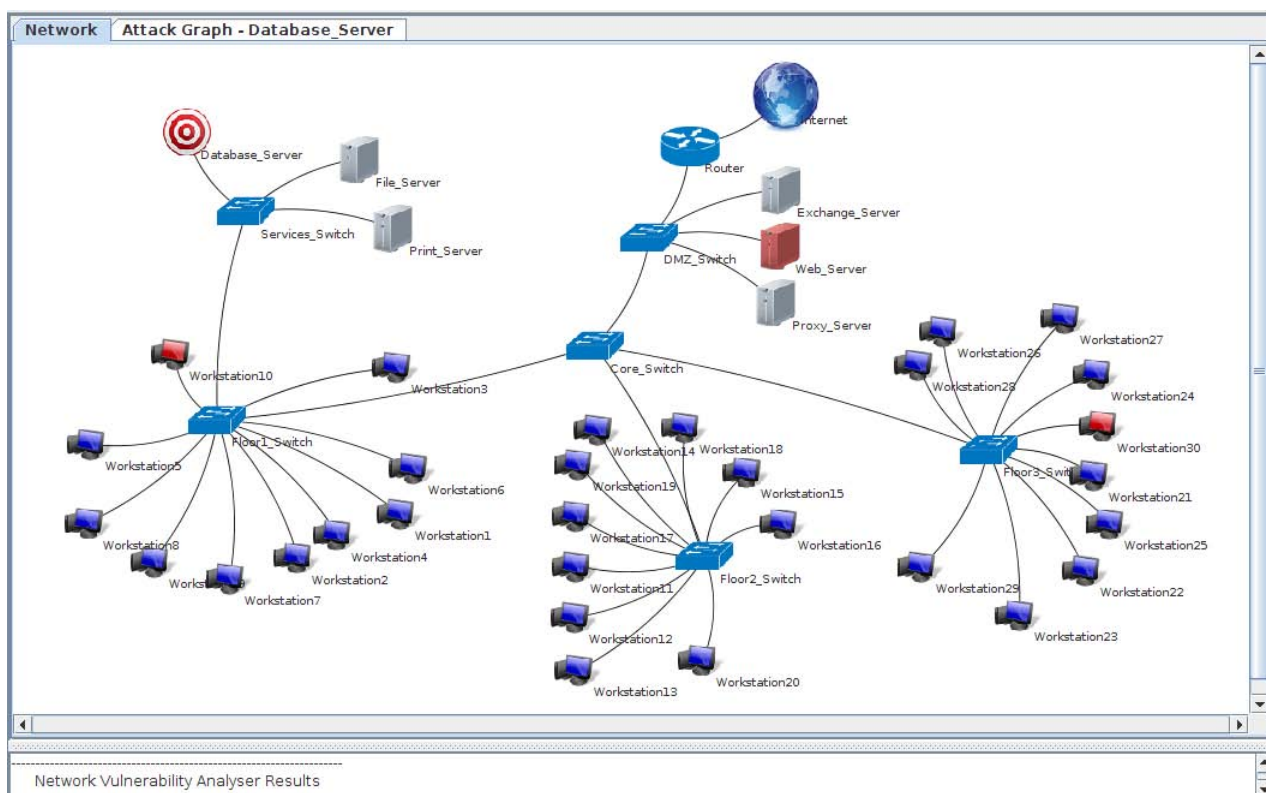 Network
Attack Graph - Database_Server
Internet
Database_Server
Router
File_Server
Exchange_Server
Services_Switch
Print_Server
DMZ_Switch
Web_Server
Proxy_Server
Workstation27
Workstation26
Workstation10
Core_Switch
Workstation3
Workstation28
Workstation24
Floor1_Switch
Workstation14
Workstation18
Workstation30
Workstation5
Floor3_Swit
Workstation6
Workstation19
Workstation15
Workstation21
Workstation1
Workstation17
Workstation16
Workstation25
Workstation8
Workstation4
Workstation2
Floor2_Switch
Workstation11
Workstation29
Workstation22
Workstation7
Workstation12
Workstation23
Workstation13
Workstation20
Network Vulnerability Analyser Results